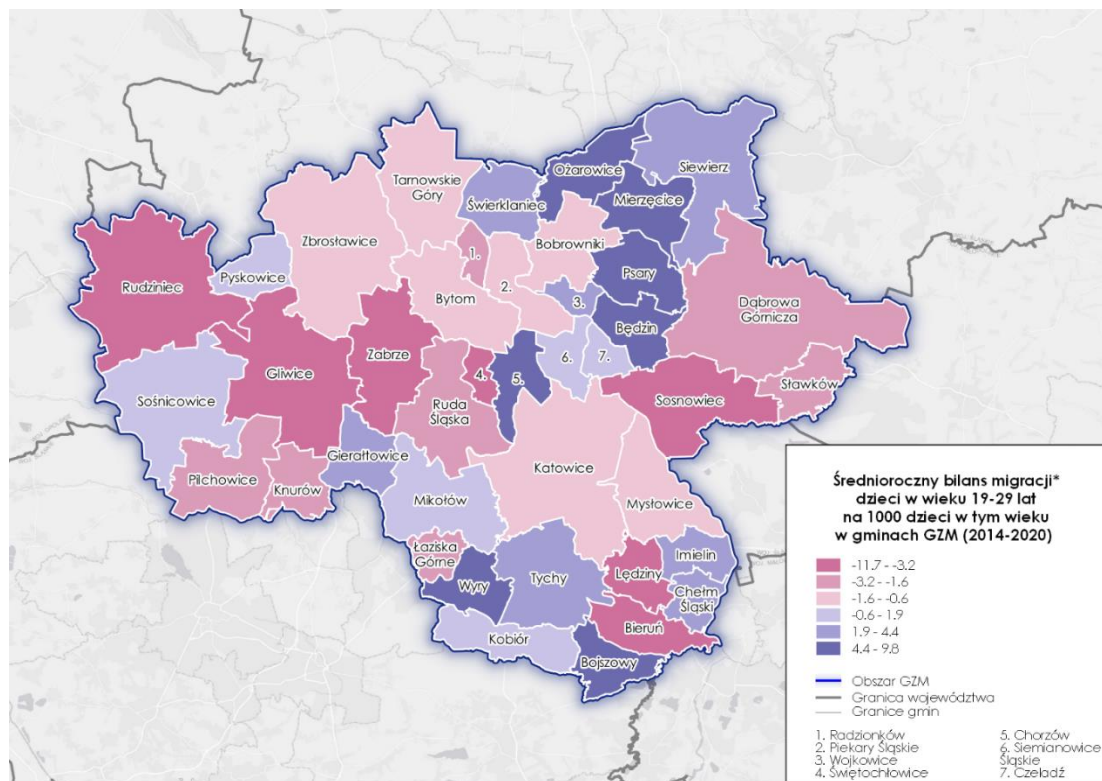 Tarnowskie
Góry
Ożarowice
Siewierz
Świerklaniec
Mierzęcice
Zbrosławice
Bobrowniki
Pyskowice
Rudziniec
1.
2.
Psary
Bytom
3.
Dąbrowa
Górnicza
Będzin
Zabrze
6.
7.
Gliwice
4.
5.
Sławków
Sosnowiec
Sośnicowice
Ruda
Śląska
Gierałtowice
Katowice
Pilchowice
Knurów
Mikołów
Mysłowice
Łaziska
Górne
Imielin
Lędziny
Wyry
Tychy
Chełm
Śląski
Bieruń
Kobiór
Bojszowy
Średnioroczny bilans migracji*
dzieci w wieku 19-29 lat
na 1000 dzieci w tym wieku
w gminach GZM (2014-2020)
-11.7 - -3.2
-3.2 - -1.6
-1.6 - -0.6
-0.6 - 1.9
1.9 - 4.4
4.4 - 9.8
Obszar GZM
Granica województwa
Granice gmin
1. Radzionków
2. Piekary Śląskie
3. Wojkowice
4. Świętochłowice
5. Chorzów
6. Siemianowice
Śląskie
7. Czeladź